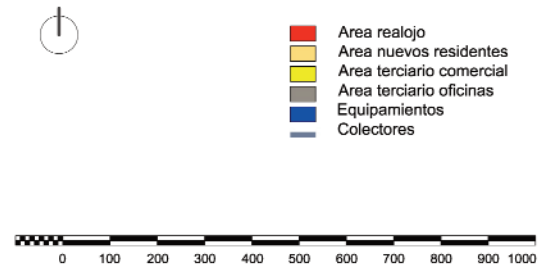 Area realojo
Area nuevos residentes
Area terciario comercial
Area terciario oficinas
Equipamientos
Colectores
0 100 200 300 400 500 600 700 800 900 1000